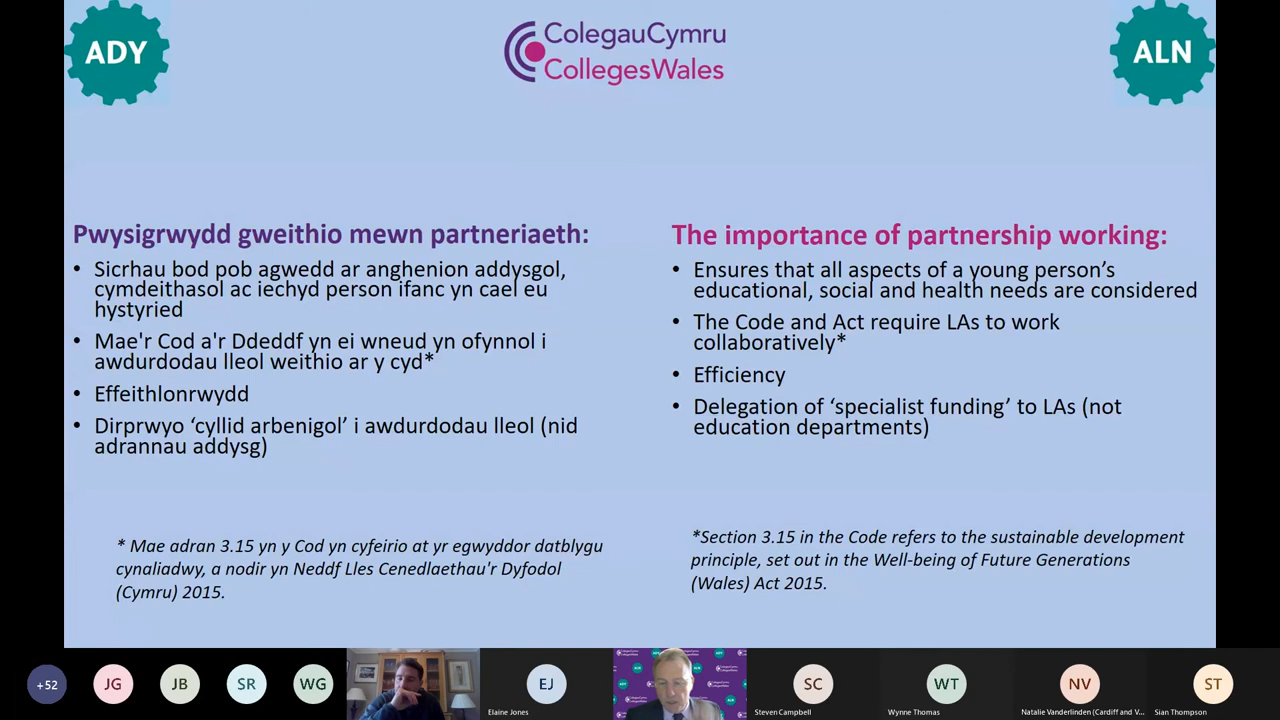 ADY
ColegauCymru
CollegesWales
ALN
Pwysigrwydd gweithio mewn partneriaeth:
• Sicrhau bod pob agwedd ar anghenion addysgol,
cymdeithasol ac iechyd person ifanc yn cael eu
hystyried
• Mae'r Cod a'r Ddeddf yn ei wneud yn ofynnol i
awdurdodau lleol weithio ar y cyd*
• Effeithlonrwydd
• Dirprwyo ‘cyllid arbenigol’ i awdurdodau lleol (nid
adrannau addysg)
* Mae adran 3.15 yn y Cod yn cyfeirio at yr egwyddor datblygu
cynaliadwy, a nodir yn Neddf Lles Cenedlaethau'r Dyfodol
(Cymru) 2015.
The importance of partnership working:
• Ensures that all aspects of a young person’s
educational, social and health needs are considered
• The Code and Act require LAs to work
collaboratively*
• Efficiency
• Delegation of ‘specialist funding’ to LAs (not
education departments)
*Section 3.15 in the Code refers to the sustainable development
principle, set out in the Well-being of Future Generations
(Wales) Act 2015.
+52
JG
JB
SR
WG
EJ
Elaine Jones
SC
Steven Campbell
WT
Wynne Thomas
NV
Natalie Vanderlinden (Cardiff and V...
ST
Sian Thompson